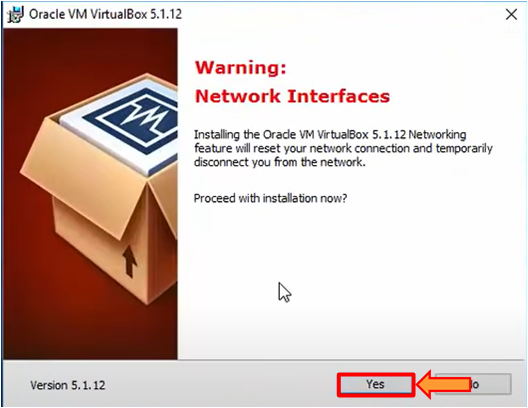 Oracle VM VirtualBox 5.1.12
Warning:
Network Interfaces
Installing the Oracle VM VirtualBox 5.1.12 Networking
feature will reset your network connection and temporarily
disconnect you from the network.
Proceed with installation now?
Version 5.1.12
Yes